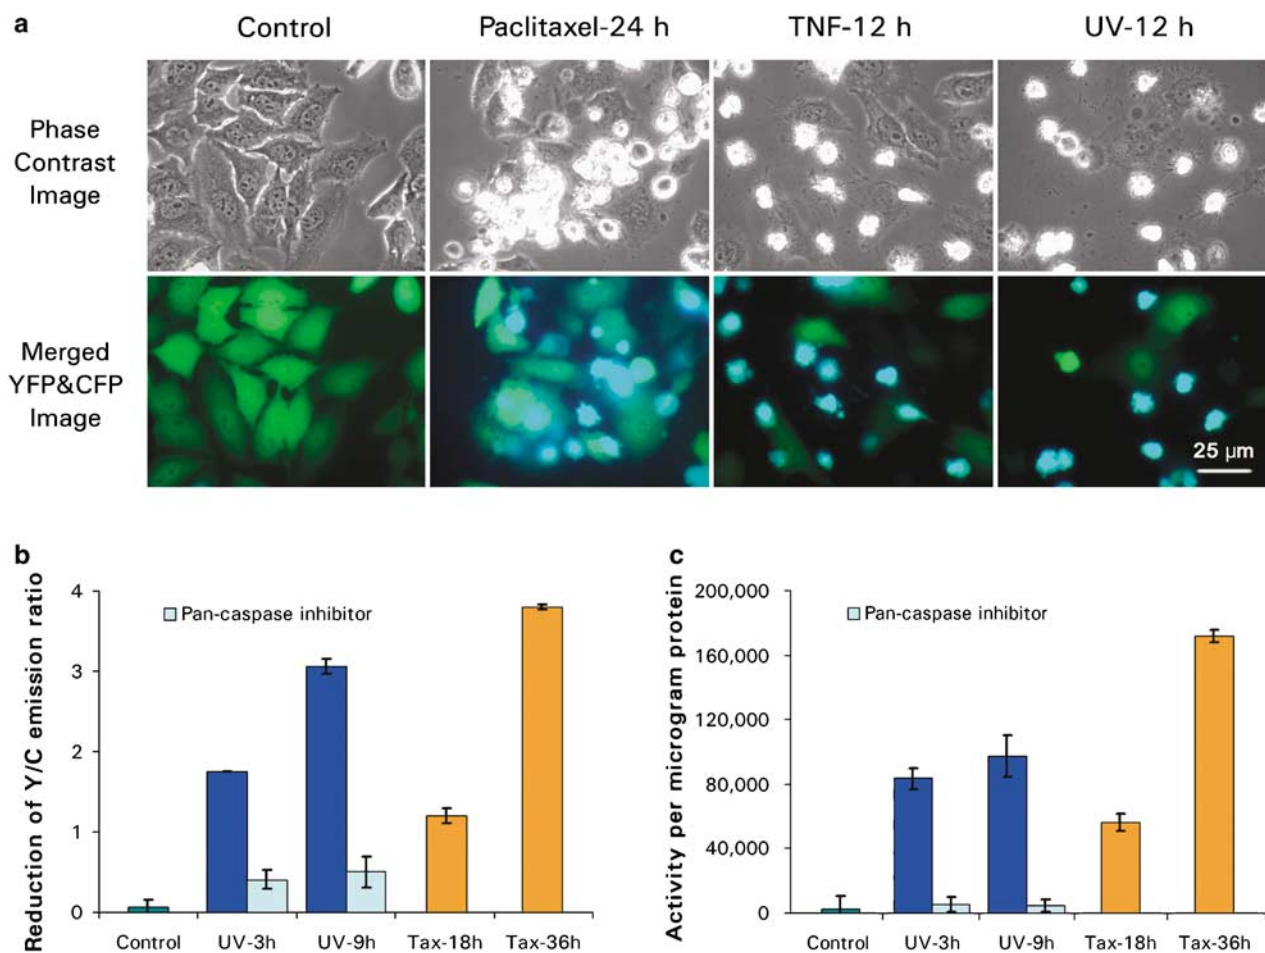 a
Control
Paclitaxel-24 h
TNF-12 h
UV-12 h
Phase
Contrast
Image
Merged
YFP&CFP
Image
25 µm
b
Reduction of Y/C emission ratio
4
3
2
1
0
Pan-caspase inhibitor
Control
UV-3h
UV-9h
Tax-18h
Tax-36h
c
Activity per microgram protein
200,000
160,000
120,000
80,000
40,000
0
Pan-caspase inhibitor
Control
UV-3h
UV-9h
Tax-18h
Tax-36h